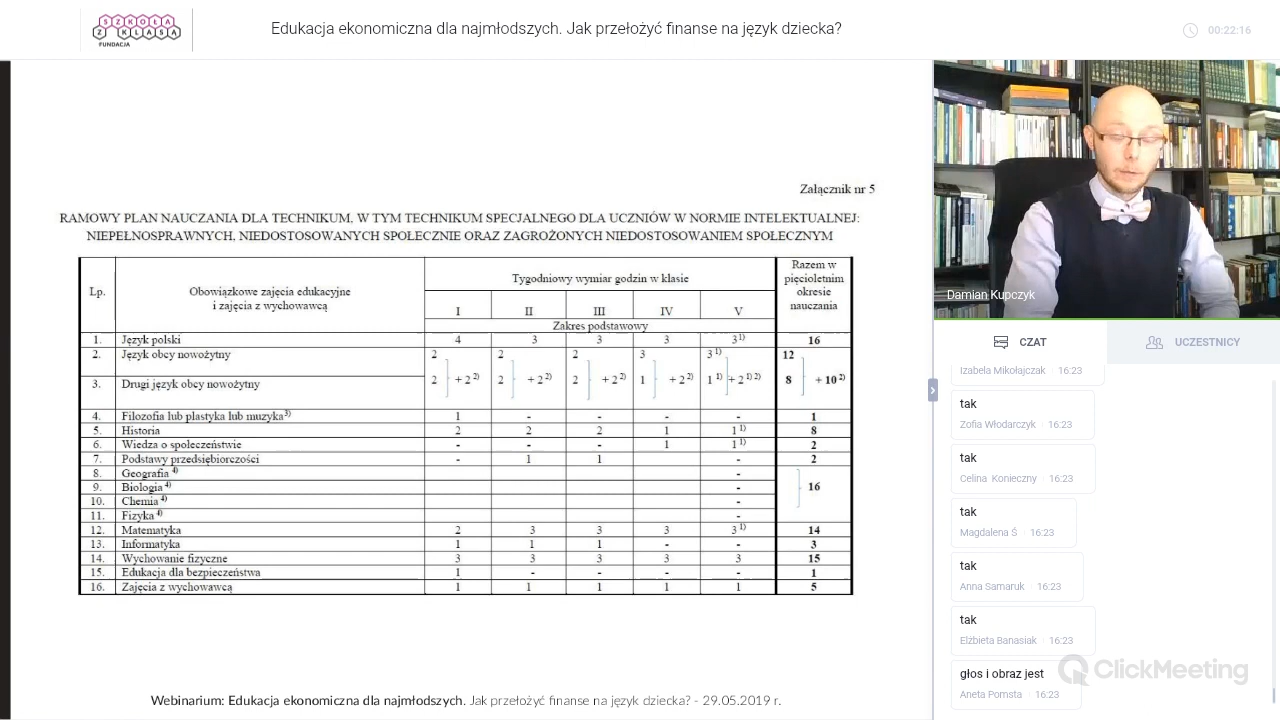 SZKOŁA
Z KLASĄ
FUNDACJA
Edukacja ekonomiczna dla najmłodszych. Jak przełożyć finanse na język dziecka?
00:22:16
Załącznik nr 5
RAMOWY PLAN NAUCZANIA DLA TECHNIKUM, W TYM TECHNIKUM SPECJALNEGO DLA UCZNIÓW W NORMIE INTELEKTUALNEJ:
NIEPEŁNOSPRAWNYCH, NIEDOSTOSOWANYCH SPOŁECZNIE ORAZ ZAGROŻONYCH NIEDOSTOSOWANIEM SPOŁECZNYM
Lp. Obowiązkowe zajęcia edukacyjne i zajęcia z wychowawcą Tygodniowy wymiar godzin w klasie Razem w pięcioletnim okresie nauczania
I II III IV V
Zakres podstawowy
1. Język polski 4 3 3 3 3 1) 16
2. Język obcy nowożytny 2 2 2 3 3 1) 12
+ 2 2) + 2 2) + 2 2) + 2 2) + 2 1) 2) + 10 2)
3. Drugi język obcy nowożytny 2 2 2 1 1 1) 8
4. Filozofia lub plastyka lub muzyka 3) 1 - - - - 1
5. Historia 2 2 2 1 1 1) 8
6. Wiedza o społeczeństwie - - - 1 1 1) 2
7. Podstawy przedsiębiorczości - 1 1 - 2
8. Geografia 4) -
9. Biologia 4) - 16
10. Chemia 4) -
11. Fizyka 4) -
12. Matematyka 2 3 3 3 3 1) 14
13. Informatyka 1 1 1 - - 3
14. Wychowanie fizyczne 3 3 3 3 3 15
15. Edukacja dla bezpieczeństwa 1 - - - - 1
16. Zajęcia z wychowawcą 1 1 1 1 1 5
Webinarium: Edukacja ekonomiczna dla najmłodszych. Jak przełożyć finanse na język dziecka? - 29.05.2019 r.
Damian Kupczyk
CZAT
UCZESTNICY
Izabela Mikołajczak · 16:23
tak
Zofia Włodarczyk · 16:23
tak
Celina Konieczny · 16:23
tak
Magdalena Ś · 16:23
tak
Anna Samaruk · 16:23
tak
Elżbieta Banasiak · 16:23
głos i obraz jest
Aneta Pomsta · 16:23
ClickMeeting